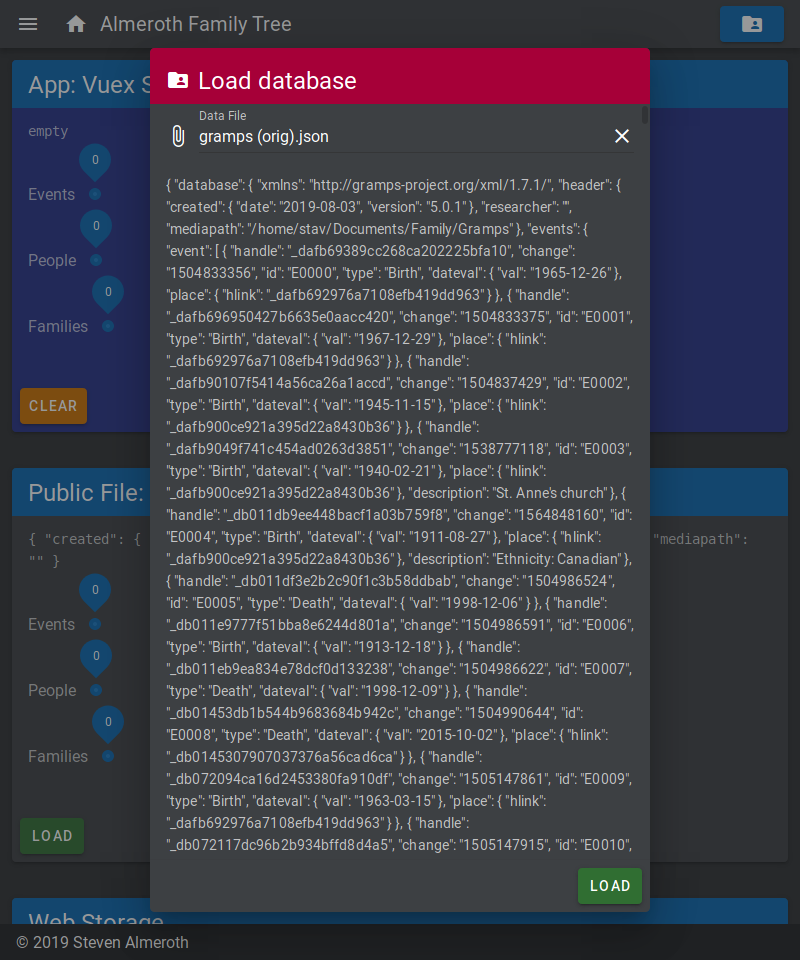 Almeroth Family Tree
App: Vuex S
empty
0
Events
0
People
0
Families
CLEAR
Public File:
{ "created": {
"mediapath":
"" }
0
Events
0
People
0
Families
LOAD
Web Storage
© 2019 Steven Almeroth
Load database
Data File
gramps (orig).json
{ "database": { "xmlns": "http://gramps-project.org/xml/1.7.1/", "header": {
"created": { "date": "2019-08-03", "version": "5.0.1" }, "researcher": "",
"mediapath": "/home/stav/Documents/Family/Gramps" }, "events": {
"event": [ { "handle": "_dafb69389cc268ca202225bfa10", "change":
"1504833356", "id": "E0000", "type": "Birth", "dateval": { "val": "1965-12-26" },
"place": { "hlink": "_dafb692976a7108efb419dd963" } }, { "handle":
"_dafb696950427b6635e0aacc420", "change": "1504833375", "id": "E0001",
"type": "Birth", "dateval": { "val": "1967-12-29" }, "place": { "hlink":
"_dafb692976a7108efb419dd963" } }, { "handle":
"_dafb90107f5414a56ca26a1accd", "change": "1504837429", "id": "E0002",
"type": "Birth", "dateval": { "val": "1945-11-15" }, "place": { "hlink":
"_dafb900ce921a395d22a8430b36" } }, { "handle":
"_dafb9049f741c454ad0263d3851", "change": "1538777118", "id": "E0003",
"type": "Birth", "dateval": { "val": "1940-02-21" }, "place": { "hlink":
"_dafb900ce921a395d22a8430b36" }, "description": "St. Anne's church" }, {
"handle": "_db011db9ee448bacf1a03b759f8", "change": "1564848160", "id":
"E0004", "type": "Birth", "dateval": { "val": "1911-08-27" }, "place": { "hlink":
"_dafb900ce921a395d22a8430b36" }, "description": "Ethnicity: Canadian" },
{ "handle": "_db011df3e2b2c90f1c3b58ddbab", "change": "1504986524",
"id": "E0005", "type": "Death", "dateval": { "val": "1998-12-06" } }, { "handle":
"_db011e9777f51bba8e6244d801a", "change": "1504986591", "id": "E0006",
"type": "Birth", "dateval": { "val": "1913-12-18" } }, { "handle":
"_db011eb9ea834e78dcf0d133238", "change": "1504986622", "id": "E0007",
"type": "Death", "dateval": { "val": "1998-12-09" } }, { "handle":
"_db01453db1b544b9683684b942c", "change": "1504990644", "id":
"E0008", "type": "Death", "dateval": { "val": "2015-10-02" }, "place": { "hlink":
"_db0145307907037376a56cad6ca" } }, { "handle":
"_db072094ca16d2453380fa910df", "change": "1505147861", "id": "E0009",
"type": "Birth", "dateval": { "val": "1963-03-15" }, "place": { "hlink":
"_dafb692976a7108efb419dd963" } }, { "handle":
"_db072117dc96b2b934bffd8d4a5", "change": "1505147915", "id": "E0010",
LOAD